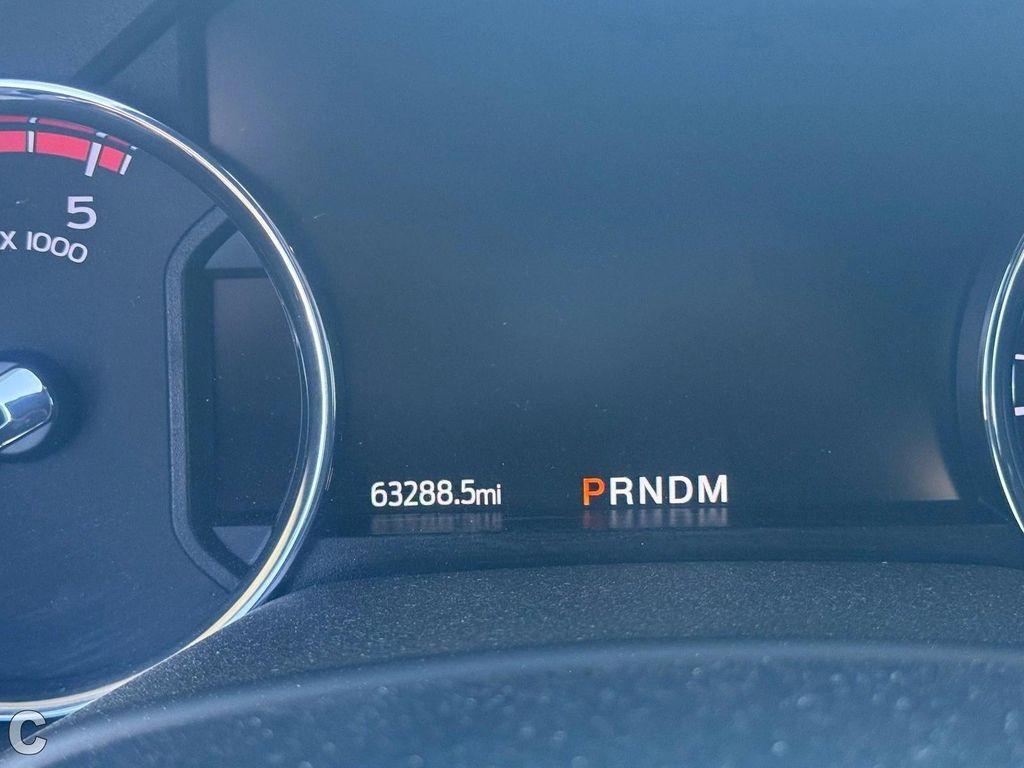 5
X 1000
63288.5mi
PRNDM
C